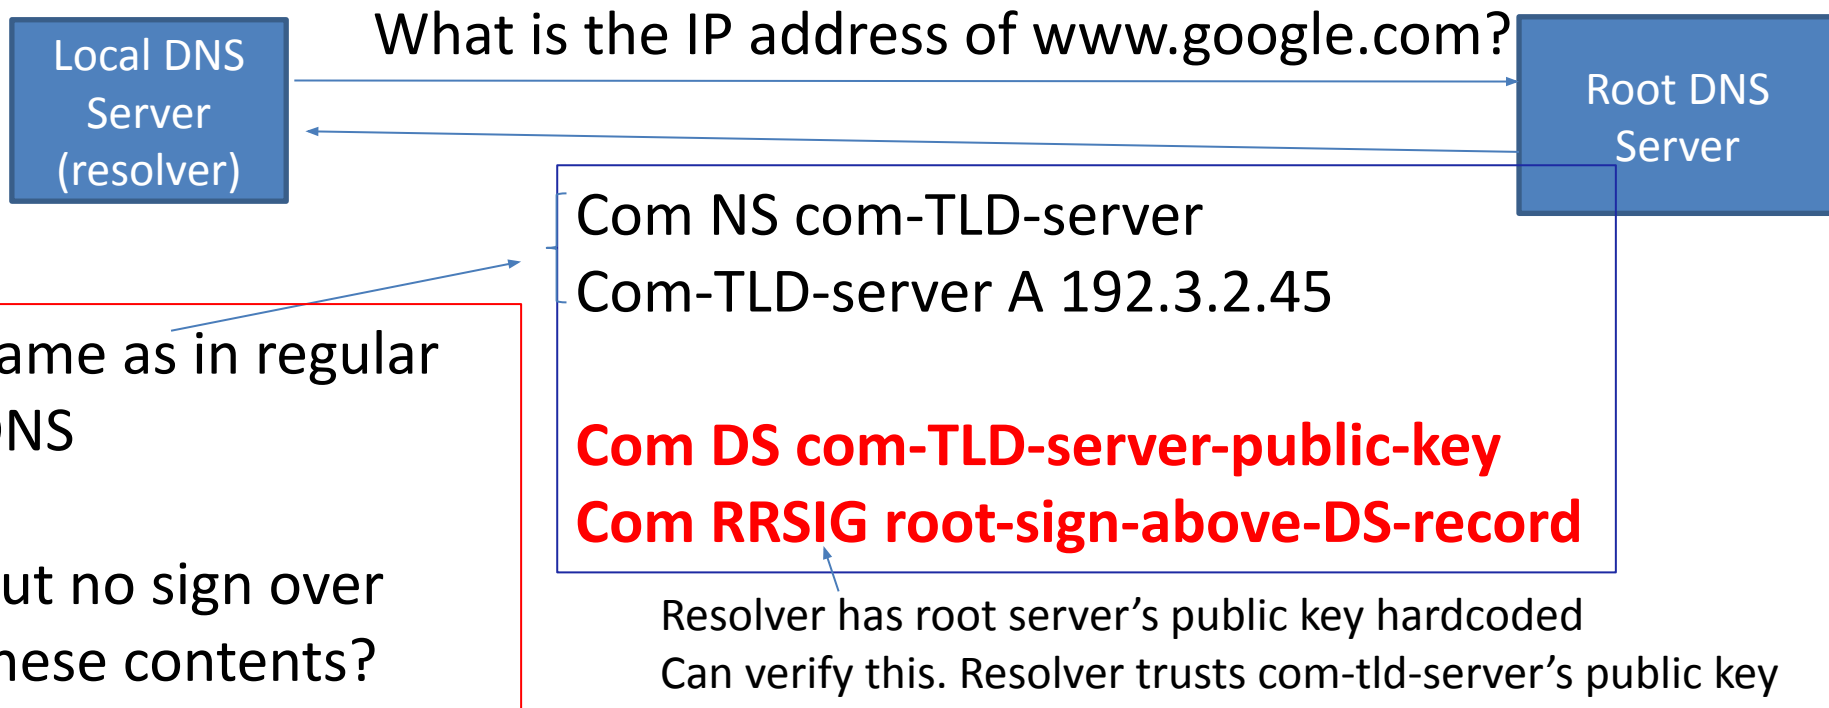 What is the IP address of www.google.com?
Local DNS
Server
(resolver)
Root DNS
Server
Com NS com-TLD-server
Com-TLD-server A 192.3.2.45
Com DS com-TLD-server-public-key
Com RRSIG root-sign-above-DS-record
ame as in regular
NS
ut no sign over
hese contents?
Resolver has root server’s public key hardcoded
Can verify this. Resolver trusts com-tld-server’s public key